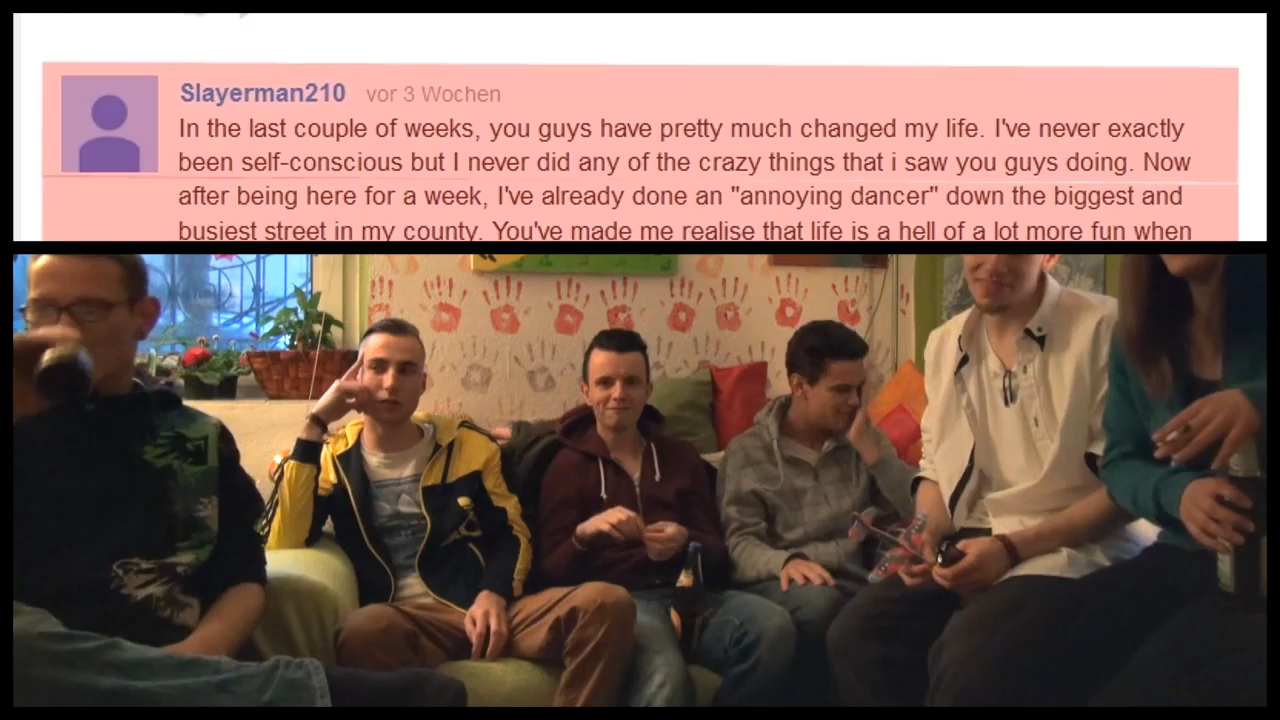 Slayerman210 vor 3 Wochen
In the last couple of weeks, you guys have pretty much changed my life. I've never exactly
been self-conscious but I never did any of the crazy things that i saw you guys doing. Now
after being here for a week, I've already done an "annoying dancer" down the biggest and
busiest street in my county. You've made me realise that life is a hell of a lot more fun when